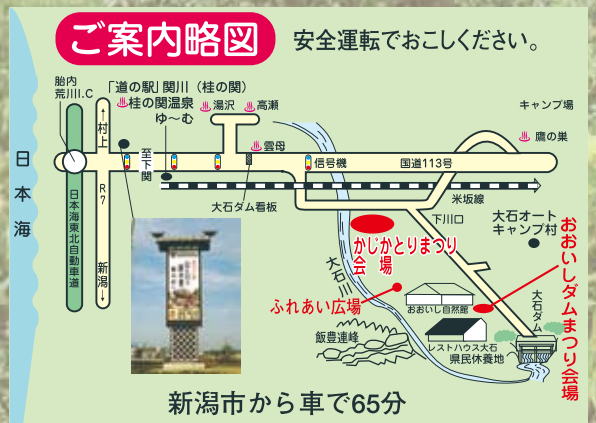 ご案内略図
安全運転でおこしください。
胎内
荒川I.C
「道の駅」関川(桂の関)
桂の関温泉
ゆ〜む
湯沢
高瀬
キャンプ場
鷹の巣
雲母
←村上
至下関
信号機
国道113号
日本海
日本海東北自動車道
R7
新潟→
大石ダム看板
米坂線
下川口
大石オート
キャンプ村
かじかとりまつり
会場
大石川
ふれあい広場
おおいし自然館
おおいしダムまつり会場
大石ダム
飯豊連峰
レストハウス大石
県民休養地
新潟市から車で65分